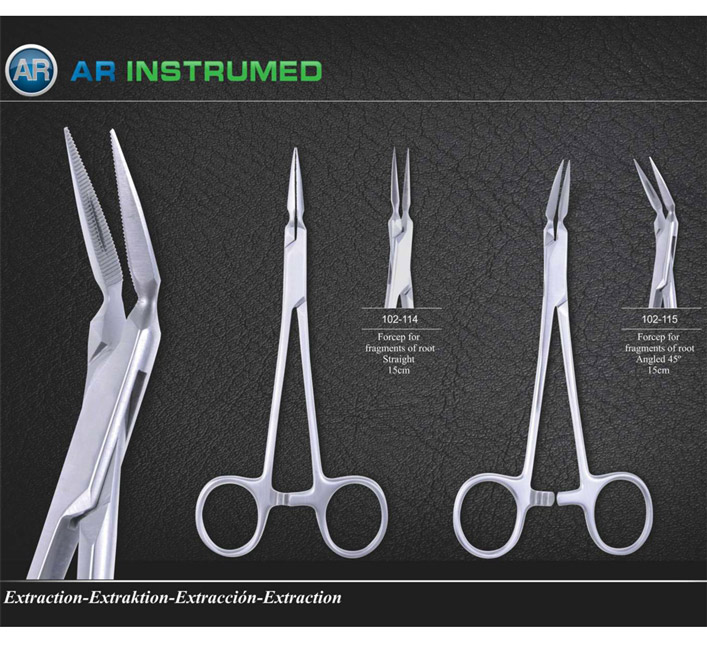 AR
AR INSTRUMED
102-114
Forcep for
fragments of root
Straight
15cm
102-115
Forcep for
fragments of root
Angled 45º
15cm
Extraction-Extraktion-Extracción-Extraction